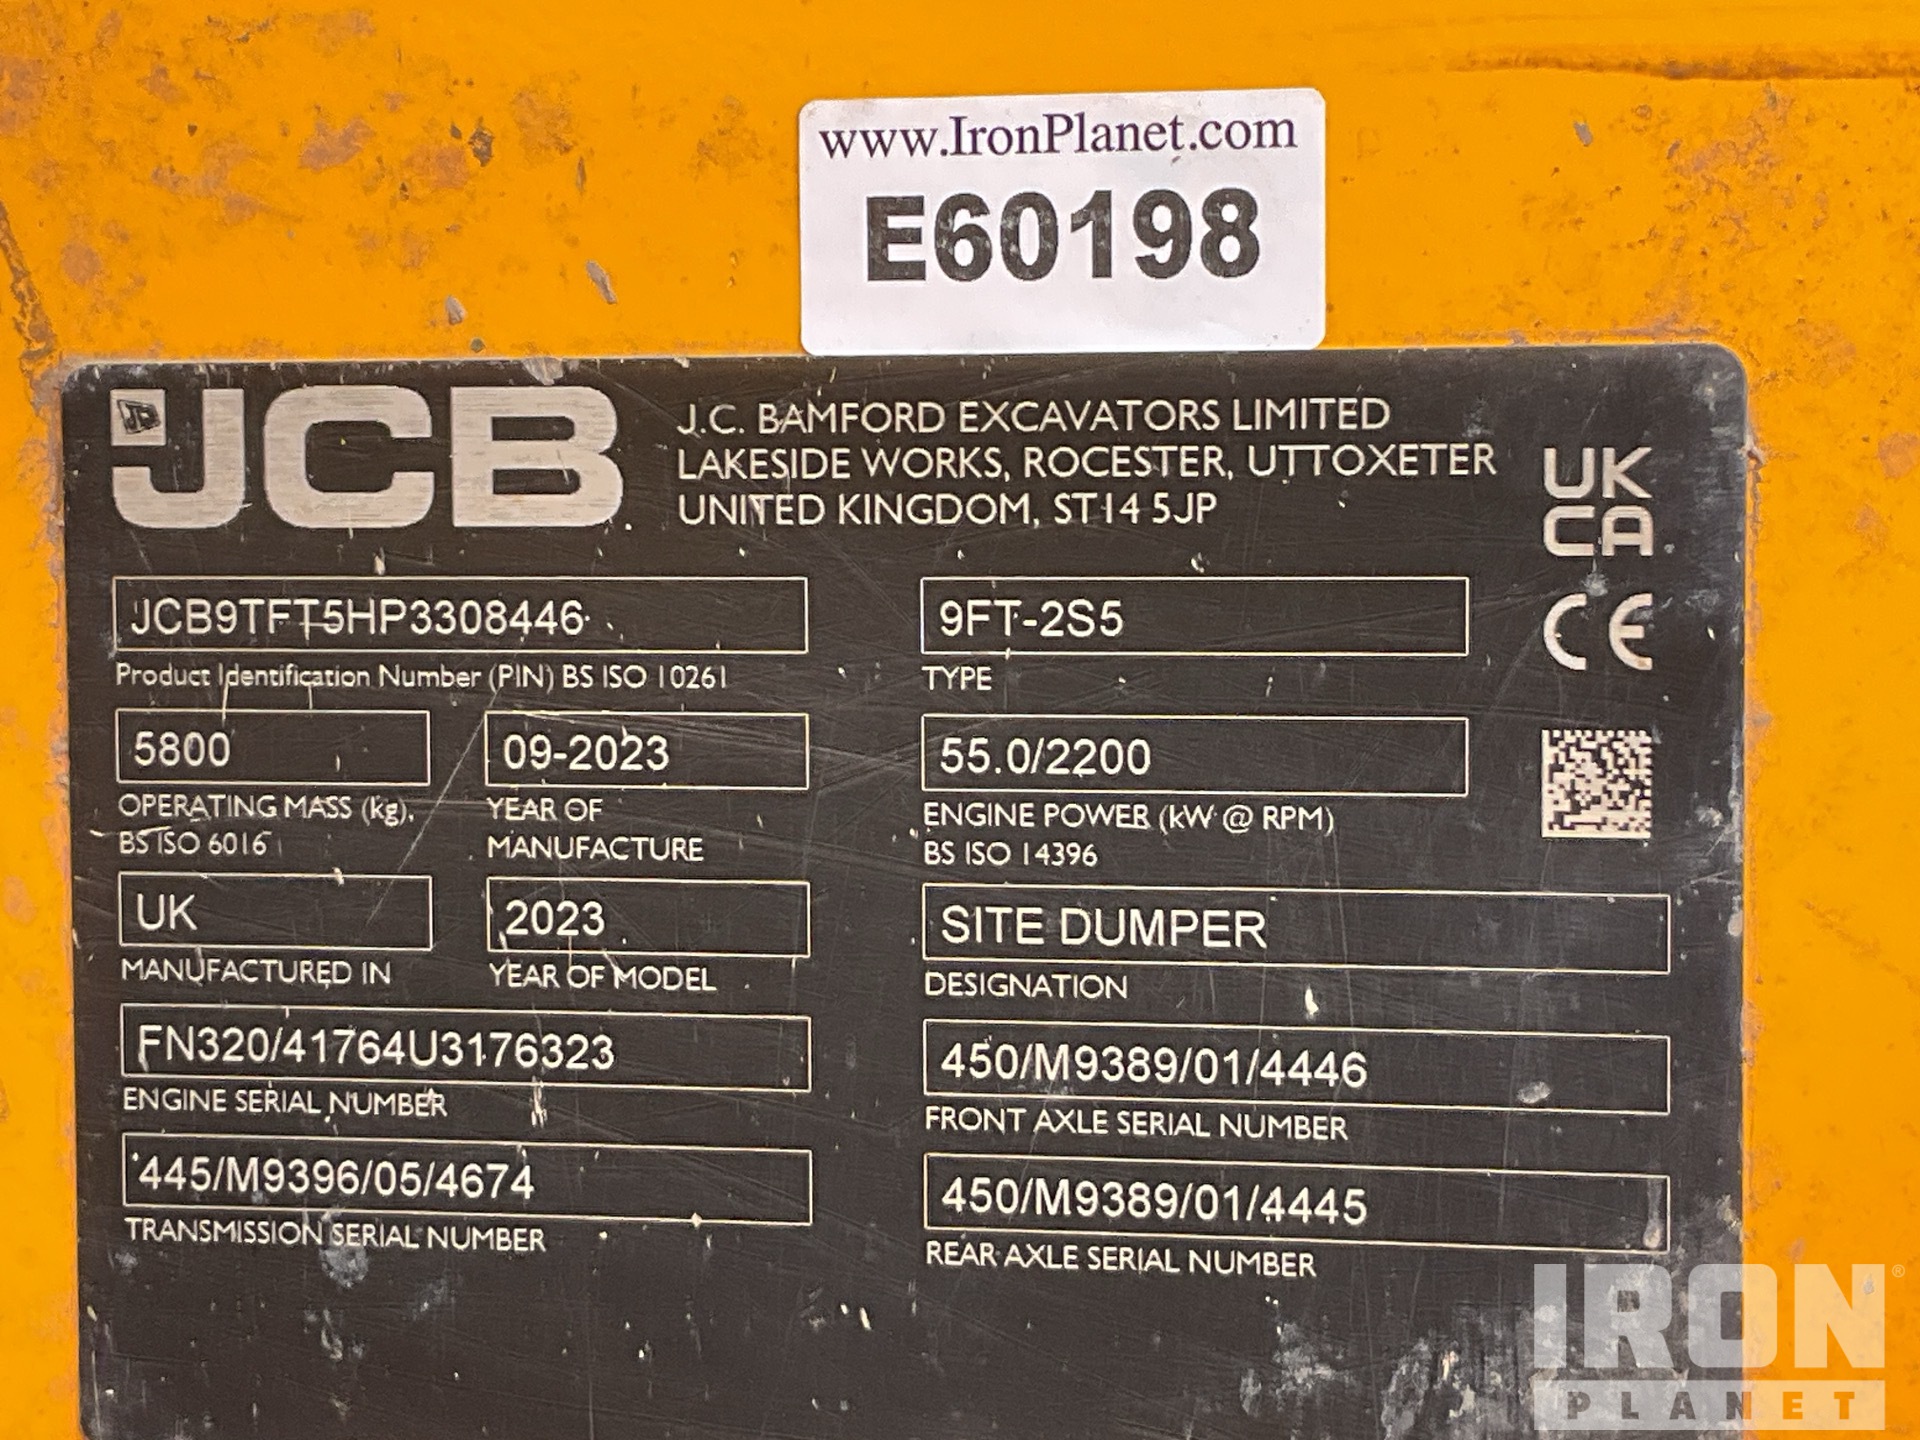 www.IronPlanet.com
E60198
JCB
J.C. BAMFORD EXCAVATORS LIMITED
LAKESIDE WORKS, ROCESTER, UTTOXETER
UNITED KINGDOM, ST14 5JP
UK
CA
CE
JCB9TFT5HP3308446
Product Identification Number (PIN) BS ISO 10261
9FT-2S5
TYPE
5800
OPERATING MASS (kg),
BS ISO 6016
09-2023
YEAR OF
MANUFACTURE
55.0/2200
ENGINE POWER (kW @ RPM)
BS ISO 14396
UK
MANUFACTURED IN
2023
YEAR OF MODEL
SITE DUMPER
DESIGNATION
FN320/41764U3176323
ENGINE SERIAL NUMBER
450/M9389/01/4446
FRONT AXLE SERIAL NUMBER
445/M9396/05/4674
TRANSMISSION SERIAL NUMBER
450/M9389/01/4445
REAR AXLE SERIAL NUMBER
IRON®
PLANET